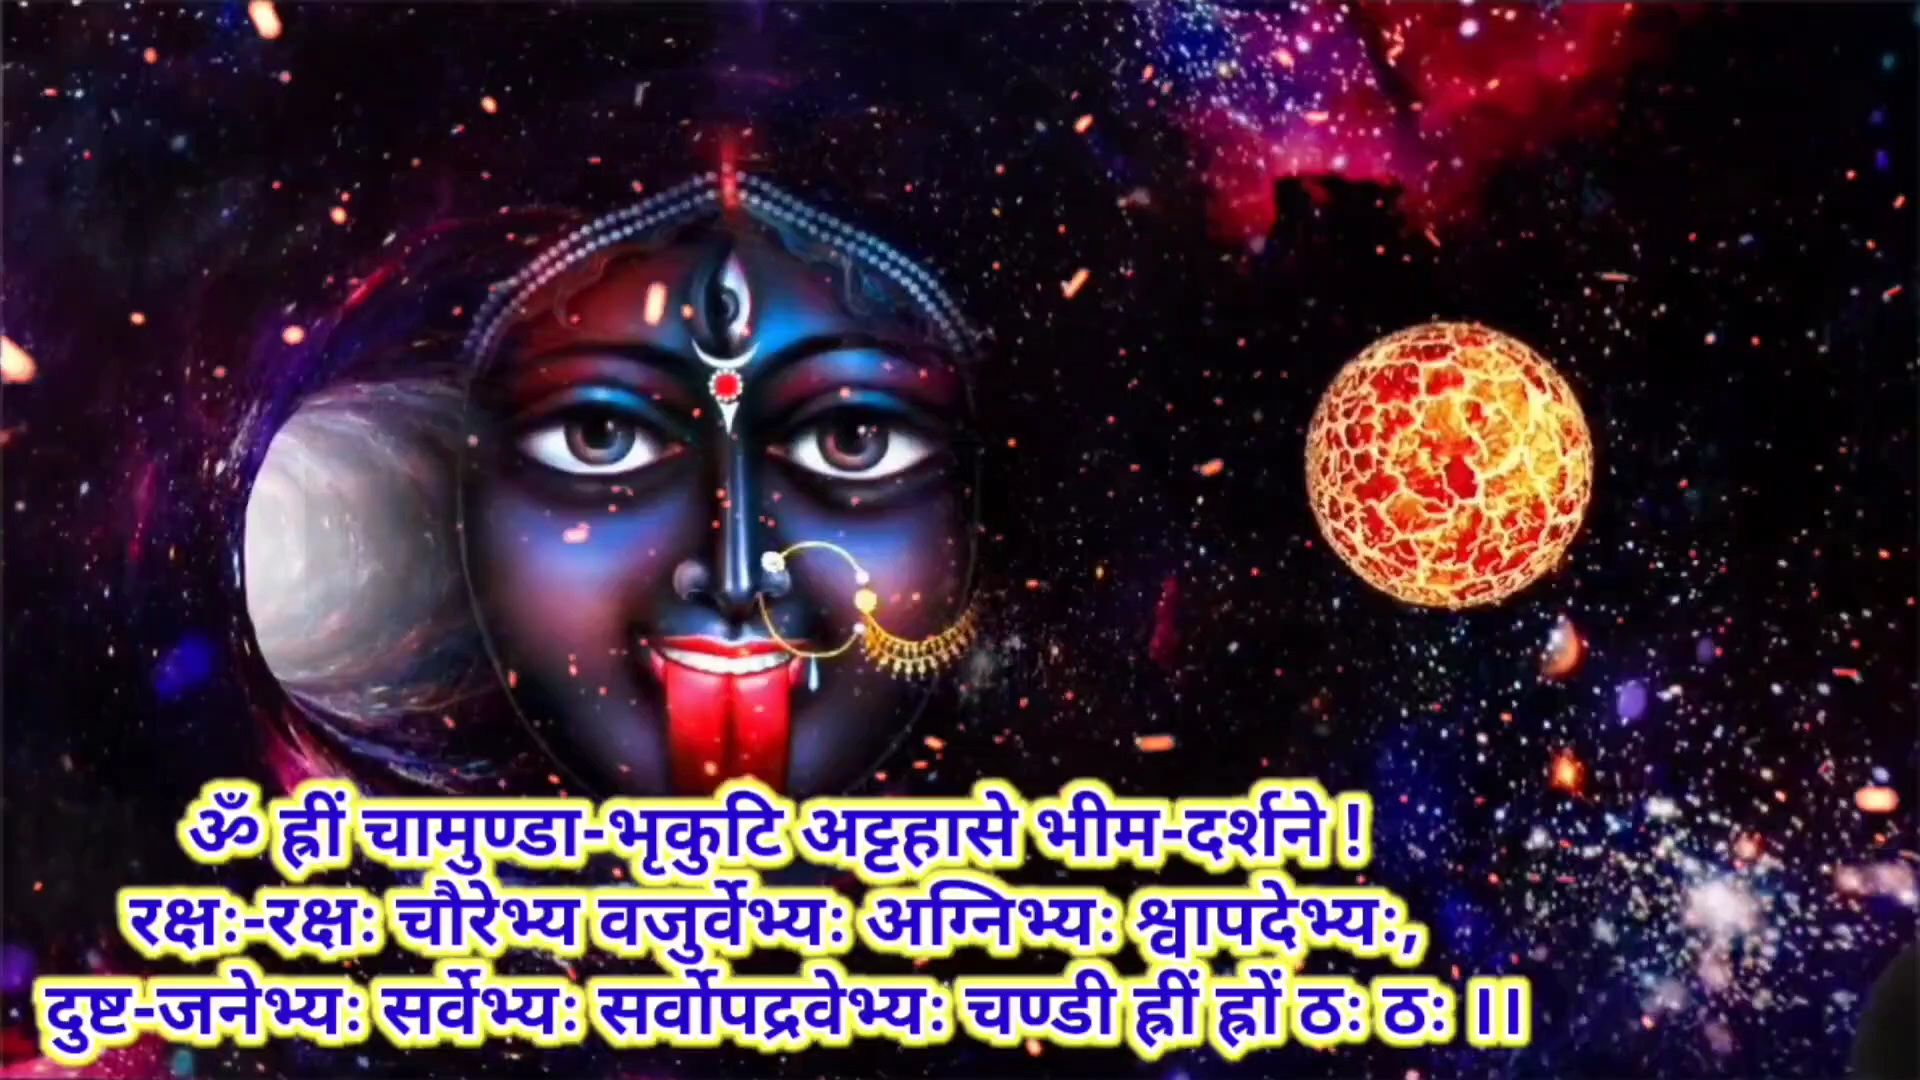 ॐ ह्रीं चामुण्डा-भृकुटि अट्टहासे भीम-दर्शने !
रक्षः-रक्षः चौरेभ्य वजुर्वेभ्यः अग्निभ्यः श्वापदेभ्यः,
दुष्ट-जनेभ्यः सर्वेभ्यः सर्वोपद्रवेभ्यः चण्डी ह्रीं ह्रों ठः ठः ।।